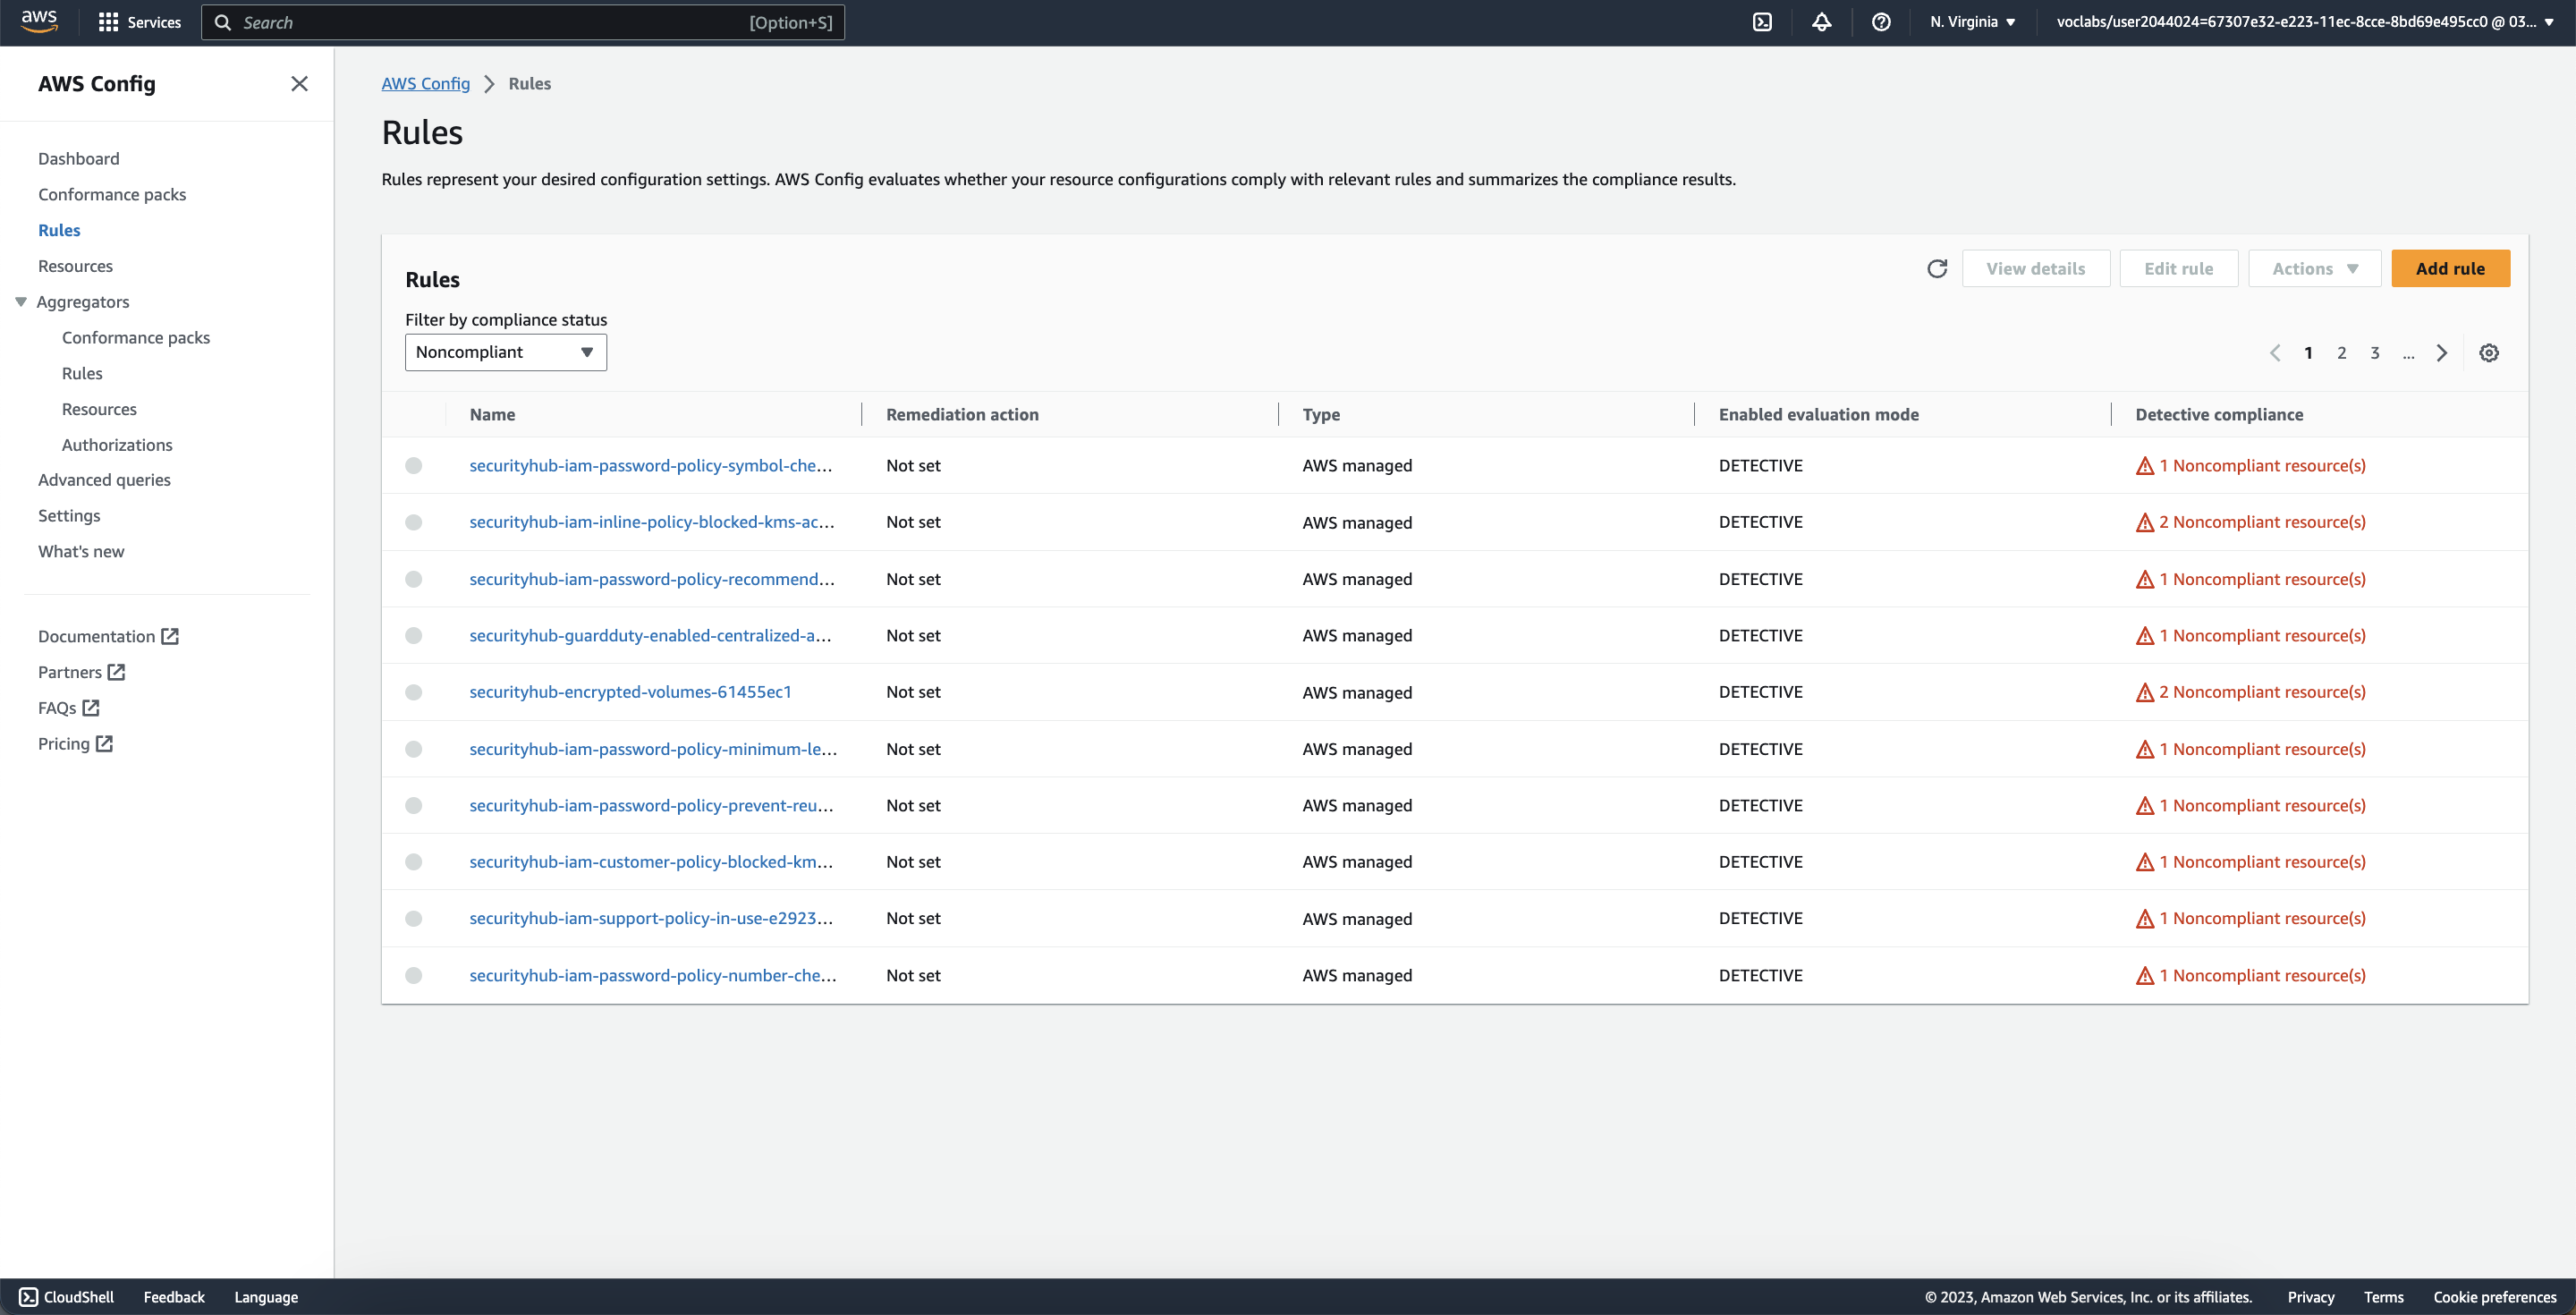 aws
Services
Search
[Option+S]
N. Virginia
voclabs/user2044024=67307e32-e223-11ec-8cce-8bd69e495cc0 @ 03...
AWS Config
Dashboard
Conformance packs
Rules
Resources
Aggregators
Conformance packs
Rules
Resources
Authorizations
Advanced queries
Settings
What's new
Documentation
Partners
FAQs
Pricing
AWS Config > Rules
Rules
Rules represent your desired configuration settings. AWS Config evaluates whether your resource configurations comply with relevant rules and summarizes the compliance results.
Rules
View details
Edit rule
Actions
Add rule
Filter by compliance status
Noncompliant
1 2 3 ...
Name Remediation action Type Enabled evaluation mode Detective compliance
securityhub-iam-password-policy-symbol-che... Not set AWS managed DETECTIVE 1 Noncompliant resource(s)
securityhub-iam-inline-policy-blocked-kms-ac... Not set AWS managed DETECTIVE 2 Noncompliant resource(s)
securityhub-iam-password-policy-recommend... Not set AWS managed DETECTIVE 1 Noncompliant resource(s)
securityhub-guardduty-enabled-centralized-a... Not set AWS managed DETECTIVE 1 Noncompliant resource(s)
securityhub-encrypted-volumes-61455ec1 Not set AWS managed DETECTIVE 2 Noncompliant resource(s)
securityhub-iam-password-policy-minimum-le... Not set AWS managed DETECTIVE 1 Noncompliant resource(s)
securityhub-iam-password-policy-prevent-reu... Not set AWS managed DETECTIVE 1 Noncompliant resource(s)
securityhub-iam-customer-policy-blocked-km... Not set AWS managed DETECTIVE 1 Noncompliant resource(s)
securityhub-iam-support-policy-in-use-e2923... Not set AWS managed DETECTIVE 1 Noncompliant resource(s)
securityhub-iam-password-policy-number-che... Not set AWS managed DETECTIVE 1 Noncompliant resource(s)
CloudShell
Feedback
Language
© 2023, Amazon Web Services, Inc. or its affiliates.
Privacy
Terms
Cookie preferences